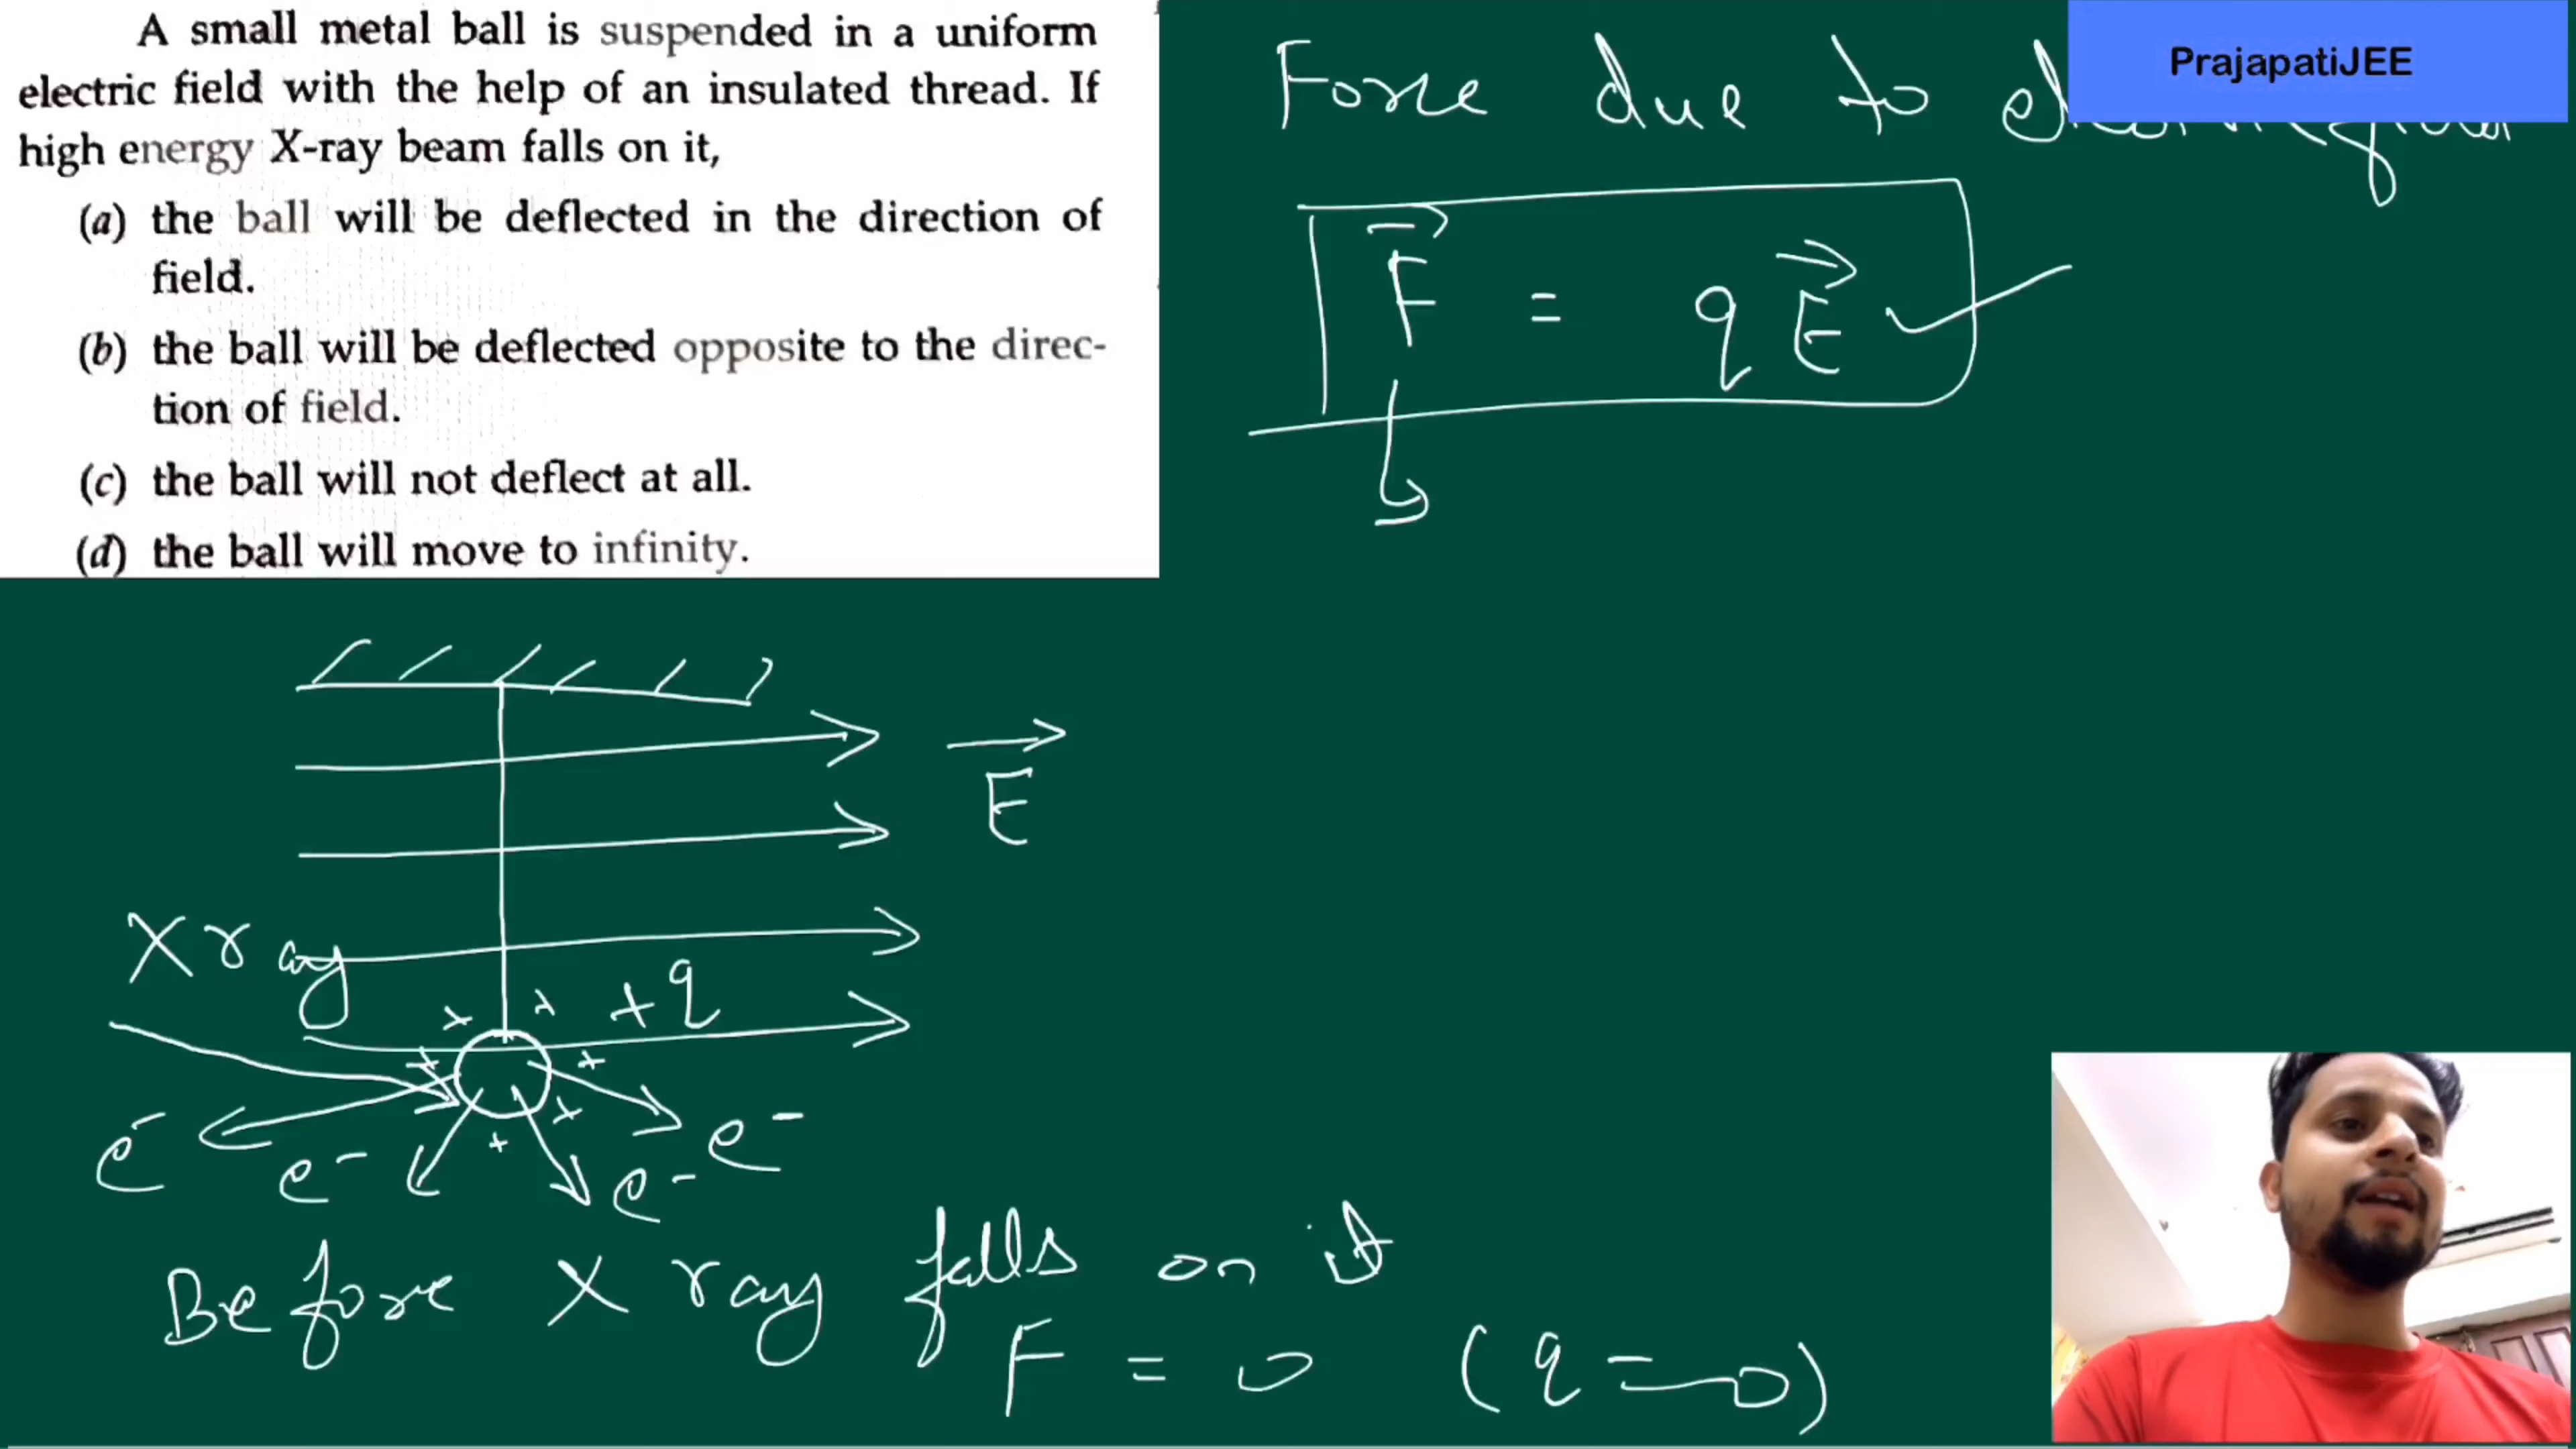 A small metal ball is suspended in a uniform
electric field with the help of an insulated thread. If
high energy X-ray beam falls on it,
(a) the ball will be deflected in the direction of
field.
(b) the ball will be deflected opposite to the direc-
tion of field.
(c) the ball will not deflect at all.
(d) the ball will move to infinity.
PrajapatiJEE
Force due to
F = qE
E
X ray
+q
e-
e-
e-
e-
Before X ray falls on it
F = 0 (q=0)